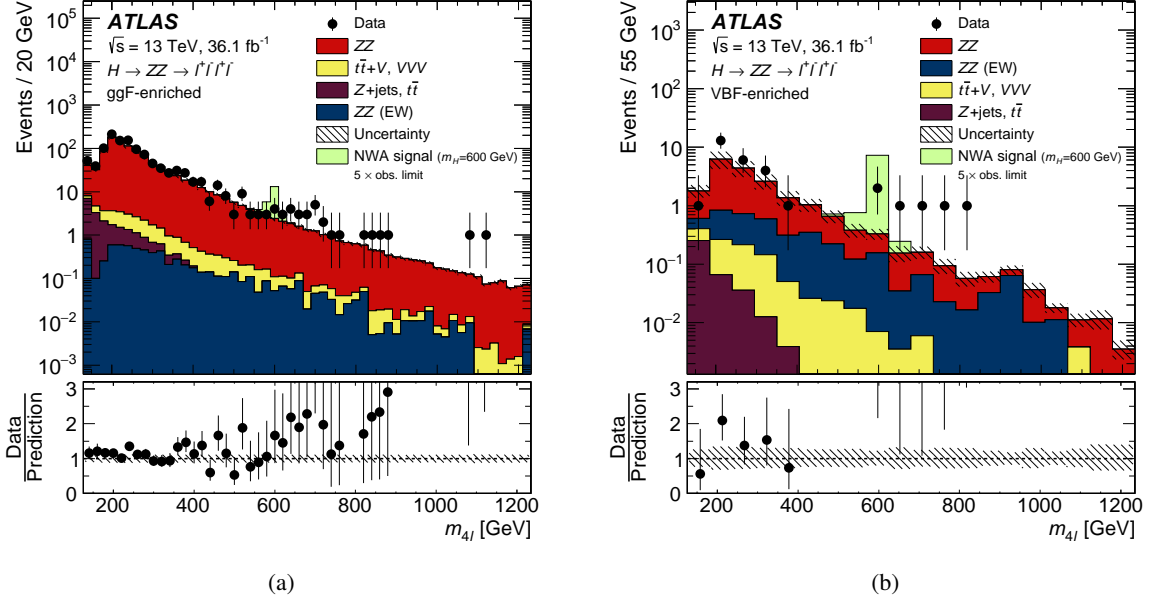 ATLAS
√s = 13 TeV, 36.1 fb⁻¹
H → ZZ → l⁺l⁻l⁺l⁻
ggF-enriched
Data
ZZ
tt̄+V, VVV
Z+jets, tt̄
ZZ (EW)
Uncertainty
NWA signal (m_H=600 GeV)
5 × obs. limit
Events / 20 GeV
10⁵
10⁴
10³
10²
10
1
10⁻¹
10⁻²
10⁻³
Data
Prediction
3
2
1
0
200 400 600 800 1000 1200
m₄l [GeV]
(a)
ATLAS
√s = 13 TeV, 36.1 fb⁻¹
H → ZZ → l⁺l⁻l⁺l⁻
VBF-enriched
Data
ZZ
ZZ (EW)
tt̄+V, VVV
Z+jets, tt̄
Uncertainty
NWA signal (m_H=600 GeV)
5 × obs. limit
Events / 55 GeV
10³
10²
10
1
10⁻¹
10⁻²
Data
Prediction
3
2
1
0
200 400 600 800 1000 1200
m₄l [GeV]
(b)